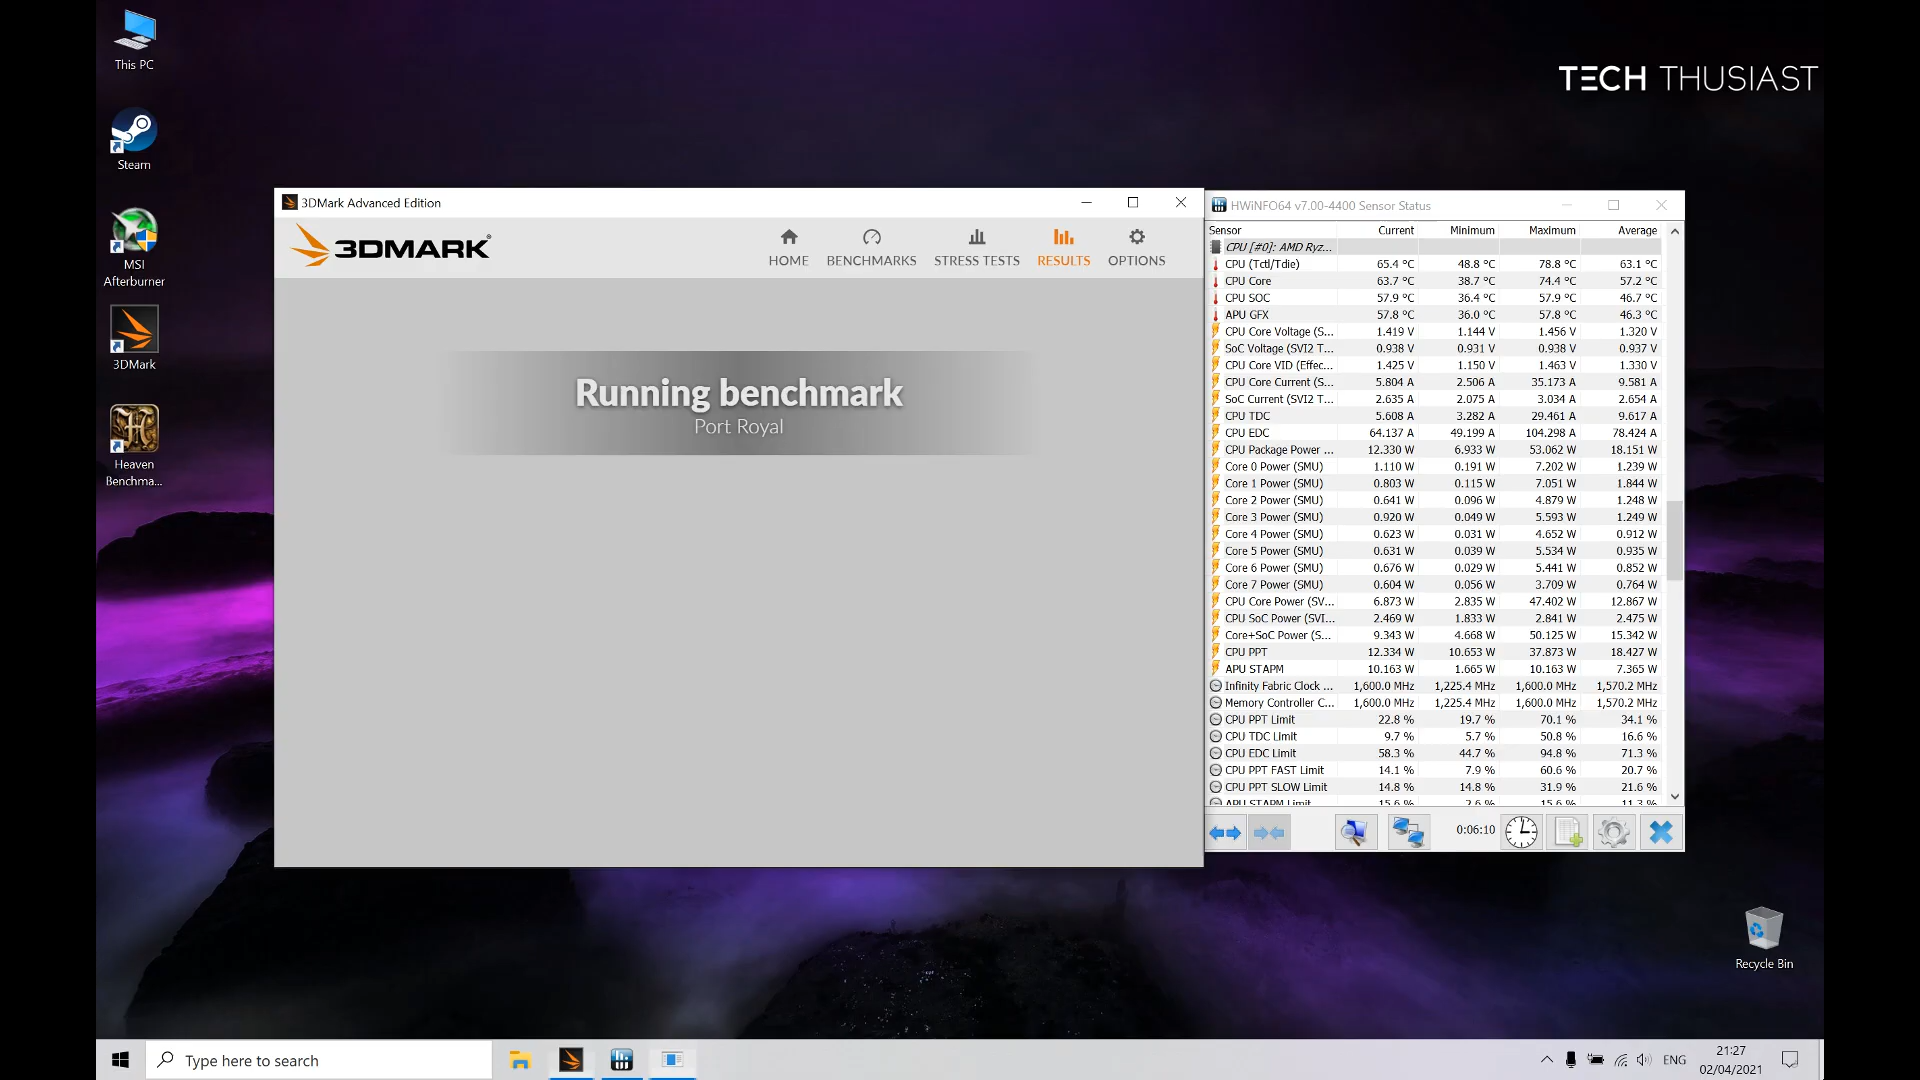 This PC
TECH THUSIAST
Steam
MSI
Afterburner
3DMark
Heaven
Benchma...
3DMark Advanced Edition
3DMARK®
HOME
BENCHMARKS
STRESS TESTS
RESULTS
OPTIONS
Running benchmark
Port Royal
HWiNFO64 v7.00-4400 Sensor Status
Sensor Current Minimum Maximum Average
CPU [#0]: AMD Ryz...
CPU (Tctl/Tdie) 65.4 °C 48.8 °C 78.8 °C 63.1 °C
CPU Core 63.7 °C 38.7 °C 74.4 °C 57.2 °C
CPU SOC 57.9 °C 36.4 °C 57.9 °C 46.7 °C
APU GFX 57.8 °C 36.0 °C 57.8 °C 46.3 °C
CPU Core Voltage (S... 1.419 V 1.144 V 1.456 V 1.320 V
SoC Voltage (SVI2 T... 0.938 V 0.931 V 0.938 V 0.937 V
CPU Core VID (Effec... 1.425 V 1.150 V 1.463 V 1.330 V
CPU Core Current (S... 5.804 A 2.506 A 35.173 A 9.581 A
SoC Current (SVI2 T... 2.635 A 2.075 A 3.034 A 2.654 A
CPU TDC 5.608 A 3.282 A 29.461 A 9.617 A
CPU EDC 64.137 A 49.199 A 104.298 A 78.424 A
CPU Package Power ... 12.330 W 6.933 W 53.062 W 18.151 W
Core 0 Power (SMU) 1.110 W 0.191 W 7.202 W 1.239 W
Core 1 Power (SMU) 0.803 W 0.115 W 7.051 W 1.844 W
Core 2 Power (SMU) 0.641 W 0.096 W 4.879 W 1.248 W
Core 3 Power (SMU) 0.920 W 0.049 W 5.593 W 1.249 W
Core 4 Power (SMU) 0.623 W 0.031 W 4.652 W 0.912 W
Core 5 Power (SMU) 0.631 W 0.039 W 5.534 W 0.935 W
Core 6 Power (SMU) 0.676 W 0.029 W 5.441 W 0.852 W
Core 7 Power (SMU) 0.604 W 0.056 W 3.709 W 0.764 W
CPU Core Power (SV... 6.873 W 2.835 W 47.402 W 12.867 W
CPU SoC Power (SVI... 2.469 W 1.833 W 2.841 W 2.475 W
Core+SoC Power (S... 9.343 W 4.668 W 50.125 W 15.342 W
CPU PPT 12.334 W 10.653 W 37.873 W 18.427 W
APU STAPM 10.163 W 1.665 W 10.163 W 7.365 W
Infinity Fabric Clock ... 1,600.0 MHz 1,225.4 MHz 1,600.0 MHz 1,570.2 MHz
Memory Controller C... 1,600.0 MHz 1,225.4 MHz 1,600.0 MHz 1,570.2 MHz
CPU PPT Limit 22.8 % 19.7 % 70.1 % 34.1 %
CPU TDC Limit 9.7 % 5.7 % 50.8 % 16.6 %
CPU EDC Limit 58.3 % 44.7 % 94.8 % 71.3 %
CPU PPT FAST Limit 14.1 % 7.9 % 60.6 % 20.7 %
CPU PPT SLOW Limit 14.8 % 14.8 % 31.9 % 21.6 %
APU STAPM Limit 15.6 % 2.6 % 15.6 % 11.3 %
0:06:10
Recycle Bin
Type here to search
ENG
21:27
02/04/2021